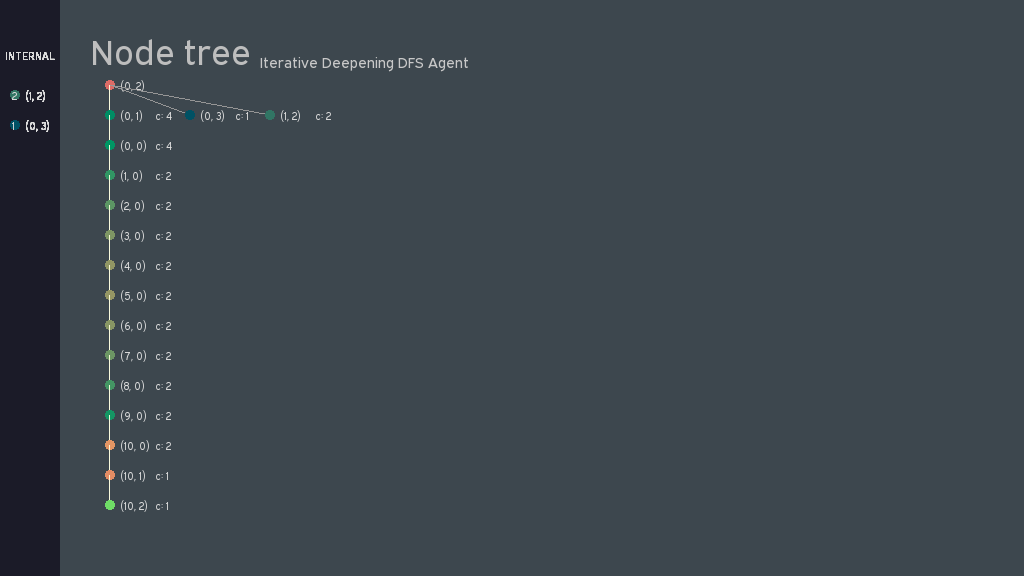 INTERNAL
2 (1, 2)
1 (0, 3)
Node tree Iterative Deepening DFS Agent
(0, 2)
(0, 1) c: 4 (0, 3) c: 1 (1, 2) c: 2
(0, 0) c: 4
(1, 0) c: 2
(2, 0) c: 2
(3, 0) c: 2
(4, 0) c: 2
(5, 0) c: 2
(6, 0) c: 2
(7, 0) c: 2
(8, 0) c: 2
(9, 0) c: 2
(10, 0) c: 2
(10, 1) c: 1
(10, 2) c: 1